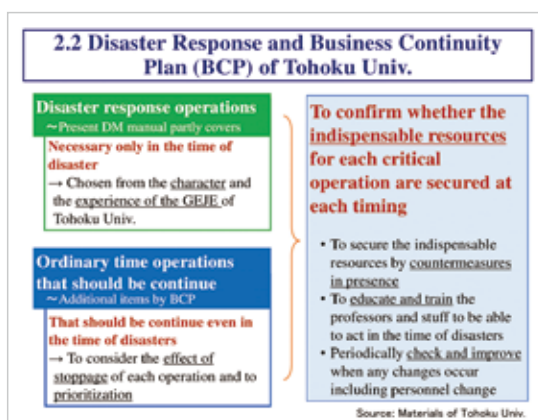 2.2 Disaster Response and Business Continuity
Plan (BCP) of Tohoku Univ.
Disaster response operations
～Present DM manual partly covers
Necessary only in the time of
disaster
→ Chosen from the character and
the experience of the GEJE of
Tohoku Univ.
Ordinary time operations
that should be continue
～Additional items by BCP
That should be continue even in
the time of disasters
→ To consider the effect of
stoppage of each operation and to
prioritization
To confirm whether the
indispensable resources
for each critical
operation are secured at
each timing
• To secure the indispensable
resources by countermeasures
in presence
• To educate and train the
professors and stuff to be able
to act in the time of disasters
• Periodically check and improve
when any changes occur
including personnel change
Source: Materials of Tohoku Univ.